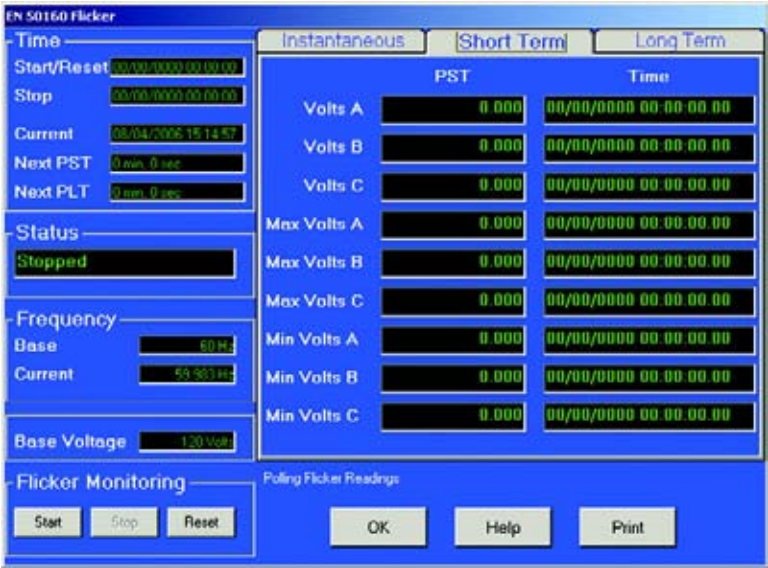 EN 50160 Flicker
Time
Start/Reset 00/00/0000 00:00:00
Stop 00/00/0000 00:00:00
Current 08/04/2006 15:14:57
Next PST 0 min, 0 sec
Next PLT 0 min, 0 sec
Status
Stopped
Frequency
Base 60 Hz
Current 59.983 Hz
Base Voltage 120 Volts
Flicker Monitoring
Start Stop Reset
Instantaneous Short Term Long Term
PST Time
Volts A 0.000 00/00/0000 00:00:00.00
Volts B 0.000 00/00/0000 00:00:00.00
Volts C 0.000 00/00/0000 00:00:00.00
Max Volts A 0.000 00/00/0000 00:00:00.00
Max Volts B 0.000 00/00/0000 00:00:00.00
Max Volts C 0.000 00/00/0000 00:00:00.00
Min Volts A 0.000 00/00/0000 00:00:00.00
Min Volts B 0.000 00/00/0000 00:00:00.00
Min Volts C 0.000 00/00/0000 00:00:00.00
Polling Flicker Readings
OK Help Print